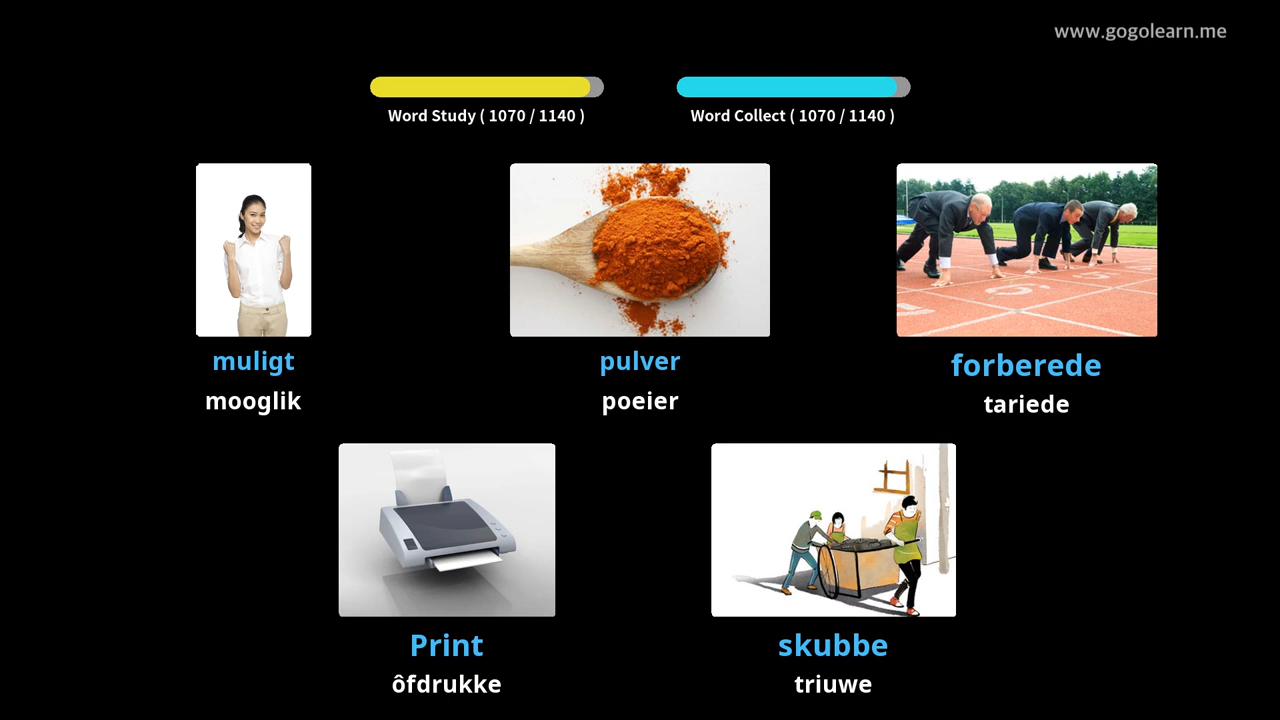 www.gogolearn.me
Word Study ( 1070 / 1140 )
Word Collect ( 1070 / 1140 )
muligt
mooglik
pulver
poeier
forberede
tariede
Print
ôfdrukke
skubbe
triuwe